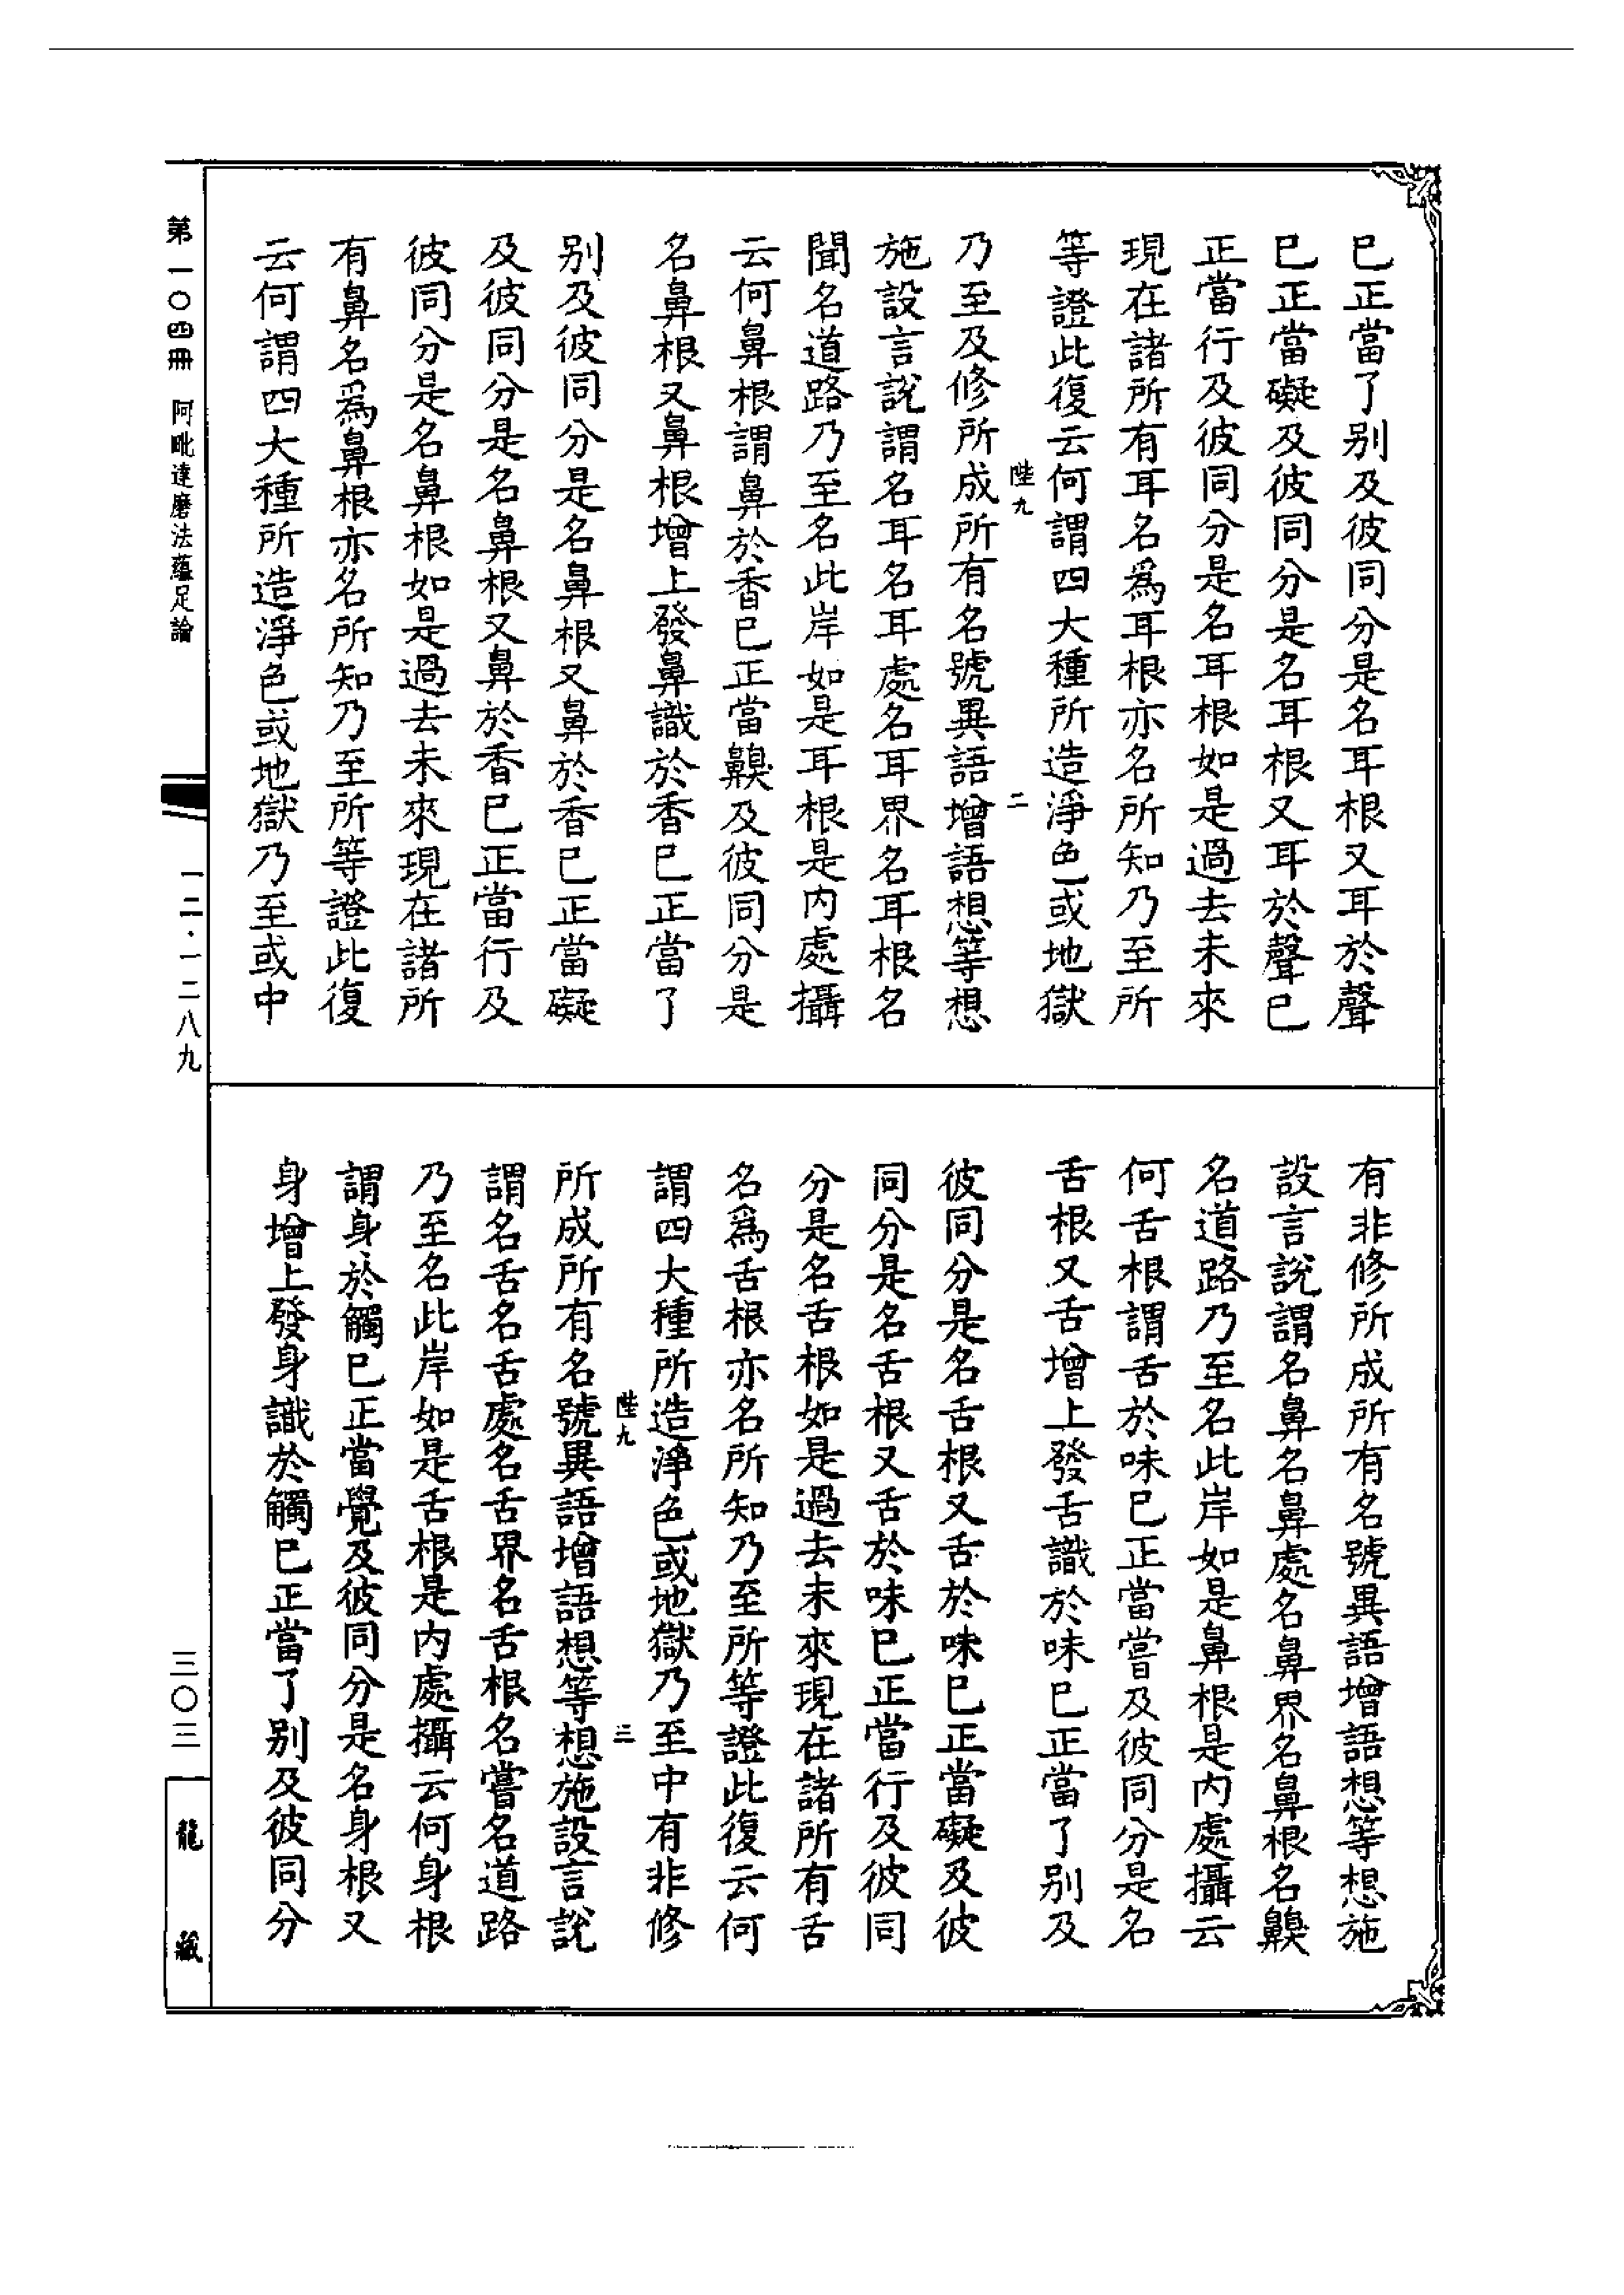 已正當了别及彼同分是名耳根又耳於聲
已正當礙及彼同分是名耳根又耳於聲已
正當行及彼同分是名耳根如是過去未來
現在諸所有耳名爲耳根亦名所知乃至所
等證此復云何謂四大種所造淨色或地獄
陛九 二
乃至及修所成所有名號異語增語想等想
施設言說謂名耳名耳處名耳界名耳根名
聞名道路乃至名此岸如是耳根是内處攝
云何鼻根謂鼻於香已正當齅及彼同分是
名鼻根又鼻根增上發鼻識於香已正當了
别及彼同分是名鼻根又鼻於香已正當礙
及彼同分是名鼻根又鼻於香已正當行及
彼同分是名鼻根如是過去未來現在諸所
有鼻名爲鼻根亦名所知乃至所等證此復
云何謂四大種所造淨色或地獄乃至或中
有非修所成所有名號異語增語想等想施
設言說謂名鼻名鼻處名鼻界名鼻根名齅
名道路乃至名此岸如是鼻根是内處攝云
何舌根謂舌於味已正當嘗及彼同分是名
舌根又舌增上發舌識於味已正當了别及
彼同分是名舌根又舌於味已正當礙及彼
同分是名舌根又舌於味已正當行及彼同
分是名舌根如是過去未來現在諸所有舌
名爲舌根亦名所知乃至所等證此復云何
謂四大種所造淨色或地獄乃至中有非修
陛九 三
所成所有名號異語增語想等想施設言說
謂名舌名舌處名舌界名舌根名嘗名道路
乃至名此岸如是舌根是内處攝云何身根
謂身於觸已正當覺及彼同分是名身根又
身增上發身識於觸已正當了别及彼同分
第一〇四冊 阿毗達磨法蘊足論
一二·一二八九
三〇三
龍藏